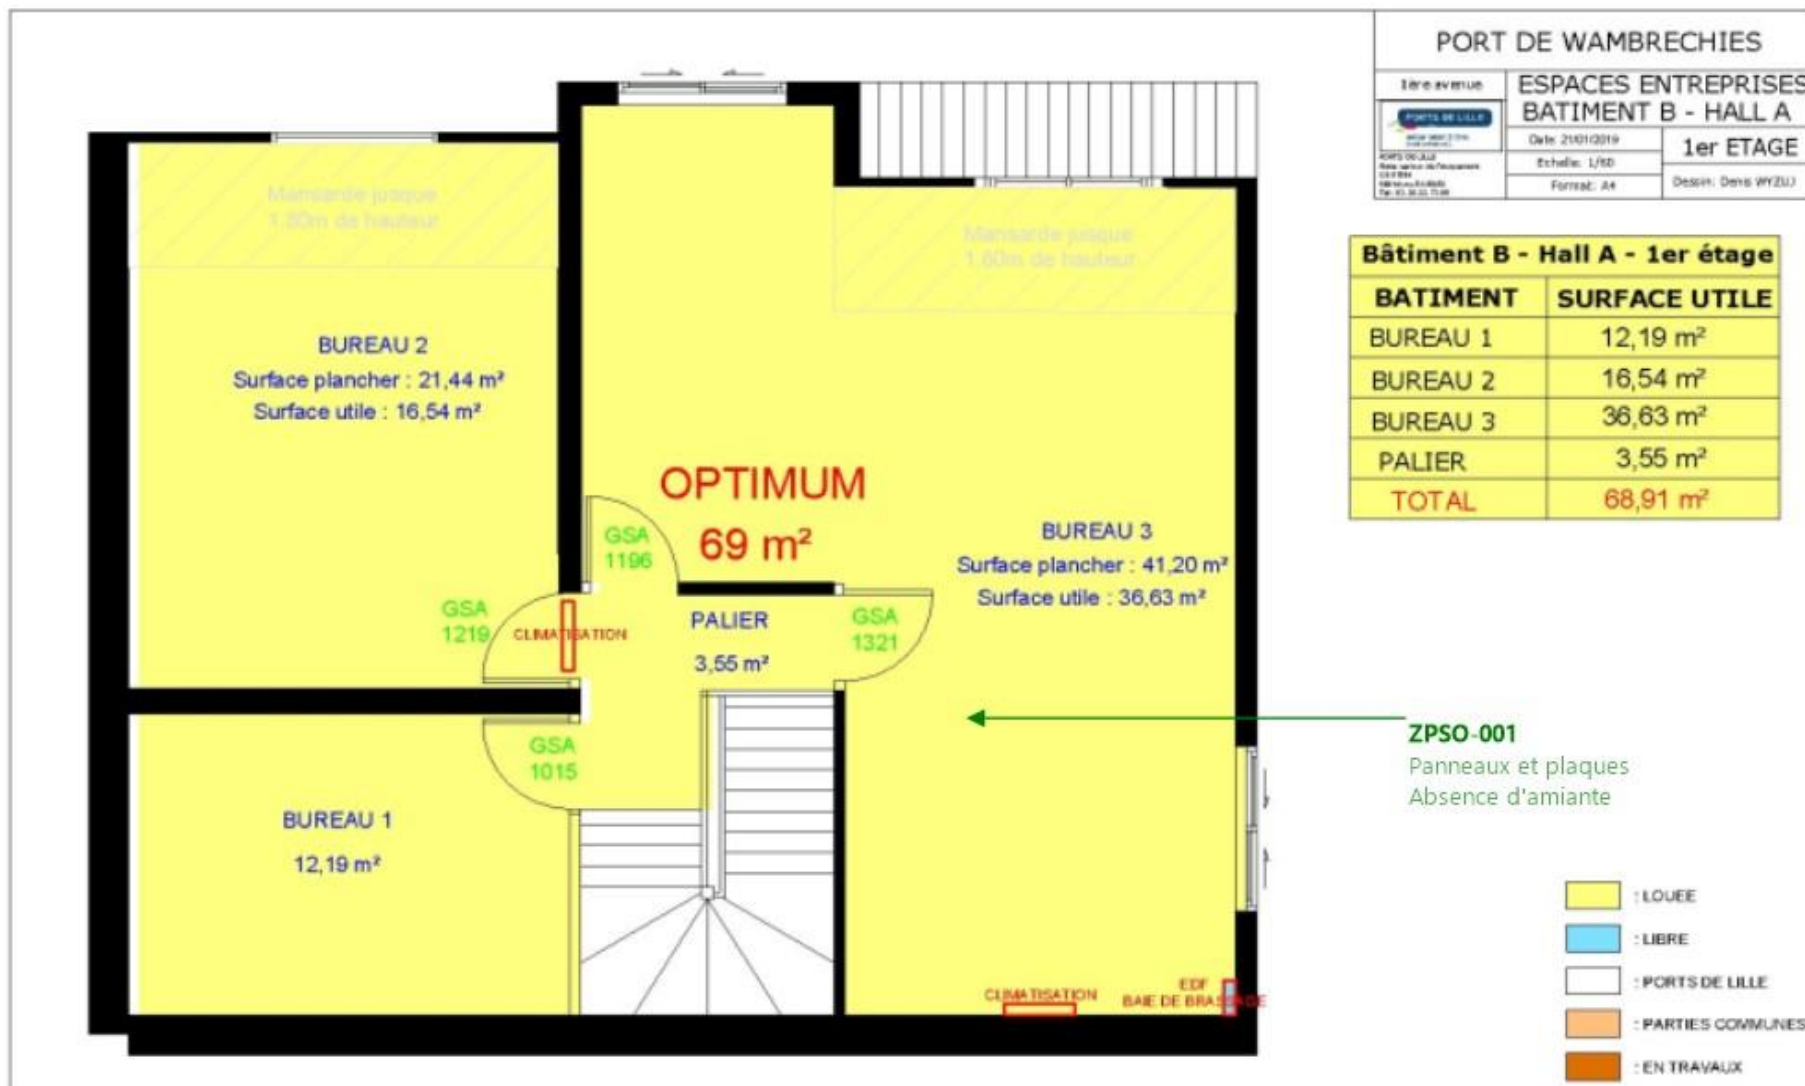 PORT DE WAMBRECHIES
1ère avenue
ESPACES ENTREPRISES
BATIMENT B - HALL A
PORTS DE LILLE
Date: 21/01/2019
Echelle: 1/60
Format: A4
1er ETAGE
Dessin: Denis WYZUJ
Bâtiment B - Hall A - 1er étage
BATIMENT SURFACE UTILE
BUREAU 1 12,19 m²
BUREAU 2 16,54 m²
BUREAU 3 36,63 m²
PALIER 3,55 m²
TOTAL 68,91 m²
Mansarde jusque
1.80m de hauteur
Mansarde jusque
1.80m de hauteur
BUREAU 2
Surface plancher : 21,44 m²
Surface utile : 16,54 m²
OPTIMUM
69 m²
BUREAU 3
Surface plancher : 41,20 m²
Surface utile : 36,63 m²
GSA
1196
GSA
1219
CLIMATISATION
PALIER
3,55 m²
GSA
1321
GSA
1015
BUREAU 1
12,19 m²
ZPSO-001
Panneaux et plaques
Absence d'amiante
CLIMATISATION
EDF
BAIE DE BRASSAGE
: LOUEE
: LIBRE
: PORTS DE LILLE
: PARTIES COMMUNES
: EN TRAVAUX